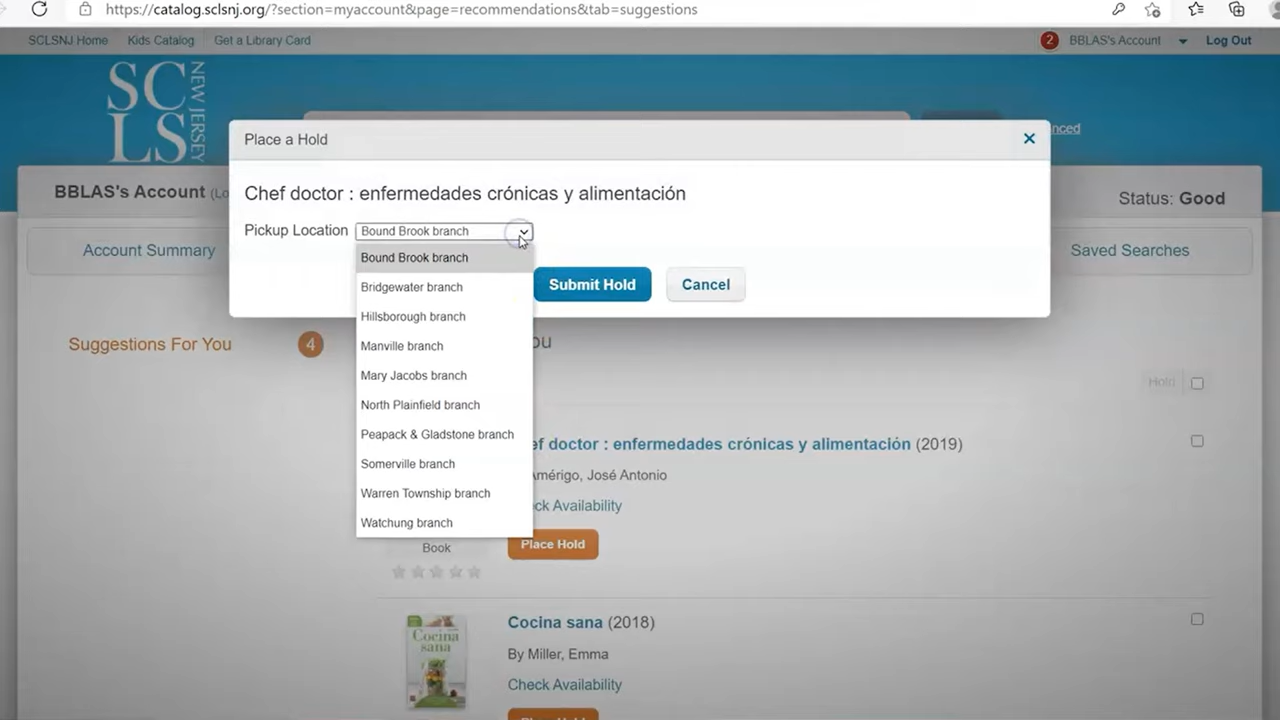 https://catalog.sclsnj.org/?section=myaccount&page=recommendations&tab=suggestions
SCLSNJ Home Kids Catalog Get a Library Card 2 BBLAS's Account Log Out
SC
LS
NEW JERSEY
Place a Hold
Chef doctor : enfermedades crónicas y alimentación
Pickup Location Bound Brook branch
Bound Brook branch
Bridgewater branch
Hillsborough branch
Manville branch
Mary Jacobs branch
North Plainfield branch
Peapack & Gladstone branch
Somerville branch
Warren Township branch
Watchung branch
Submit Hold Cancel
BBLAS's Account Status: Good
Account Summary Saved Searches
Suggestions For You 4
Hold
doctor : enfermedades crónicas y alimentación (2019)
Amérigo, José Antonio
Availability
Book
Place Hold
Cocina sana
Cocina sana (2018)
By Miller, Emma
Check Availability
Place Hold